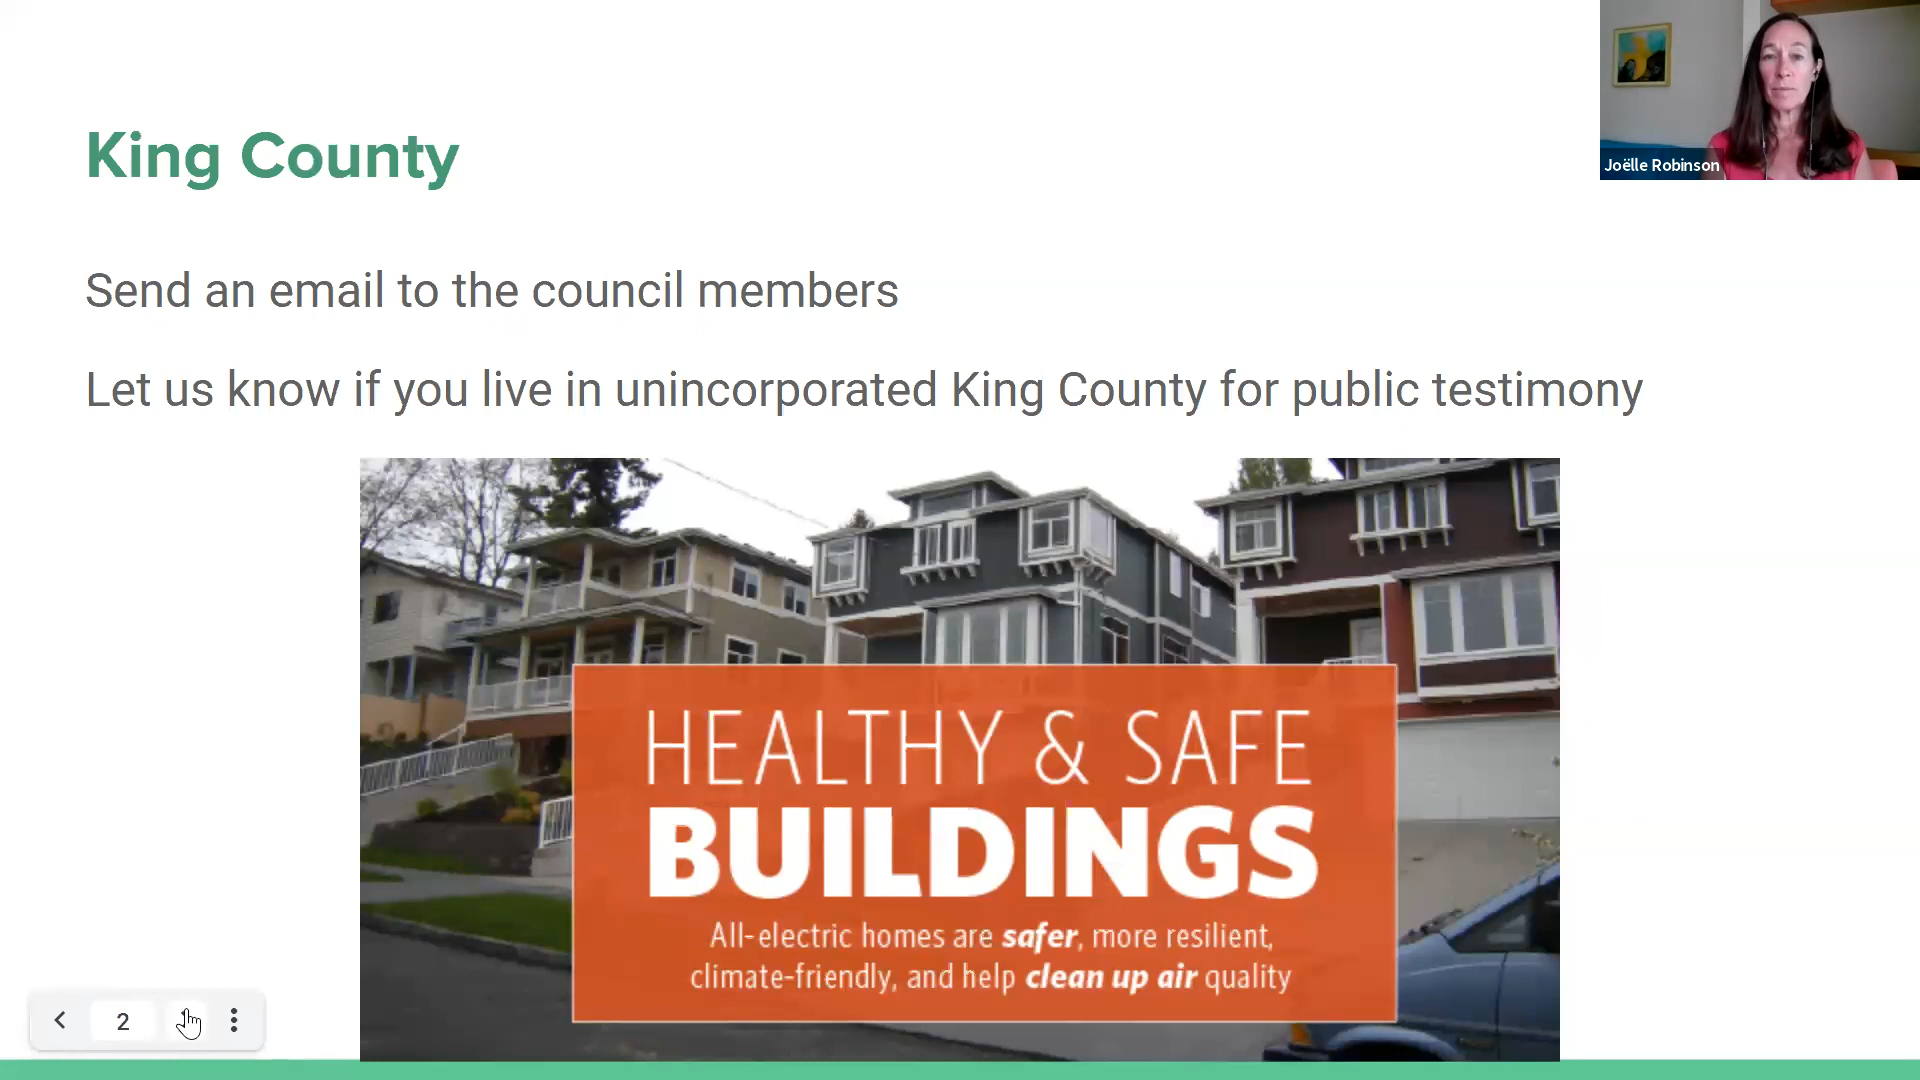 King County
Joëlle Robinson
Send an email to the council members
Let us know if you live in unincorporated King County for public testimony
HEALTHY & SAFE
BUILDINGS
All-electric homes are safer, more resilient,
climate-friendly, and help clean up air quality
2